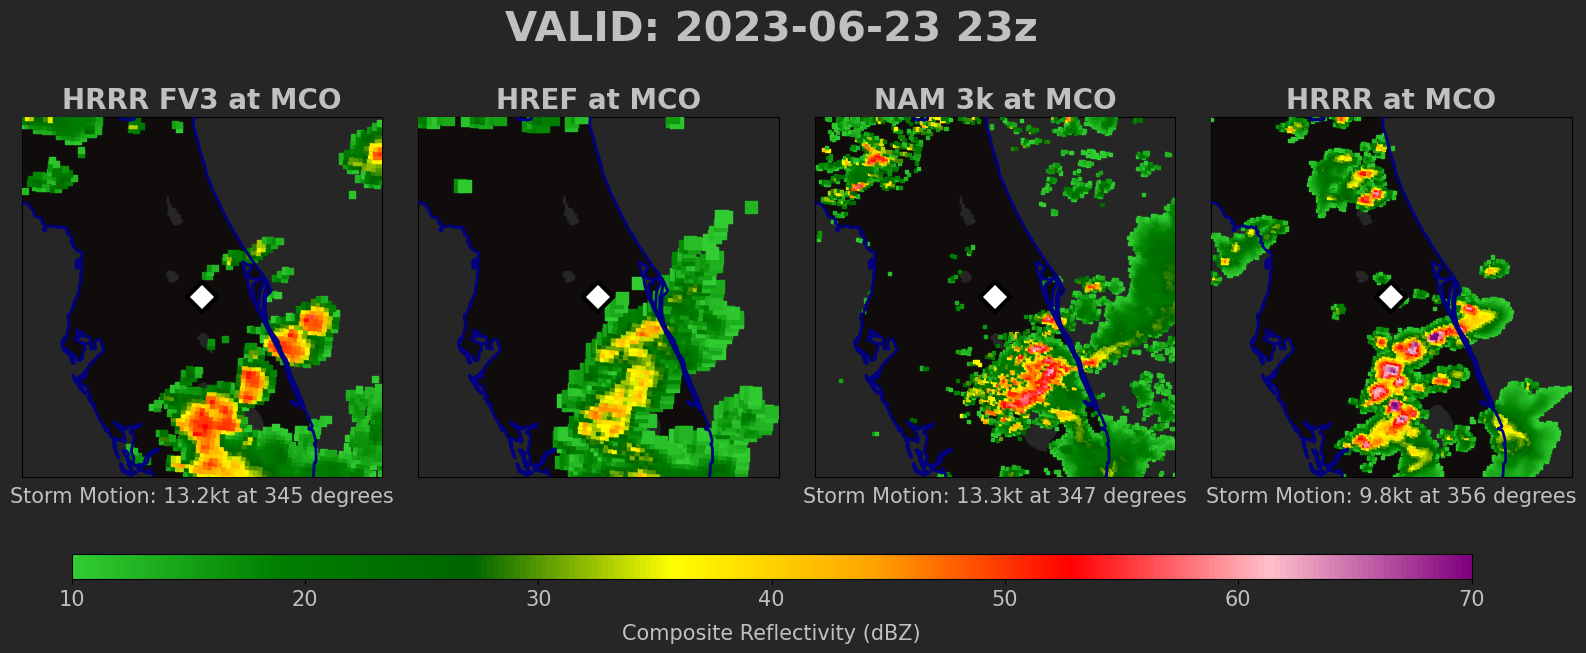 VALID: 2023-06-23 23z
HRRR FV3 at MCO
HREF at MCO
NAM 3k at MCO
HRRR at MCO
Storm Motion: 13.2kt at 345 degrees
Storm Motion: 13.3kt at 347 degrees
Storm Motion: 9.8kt at 356 degrees
10 20 30 40 50 60 70
Composite Reflectivity (dBZ)